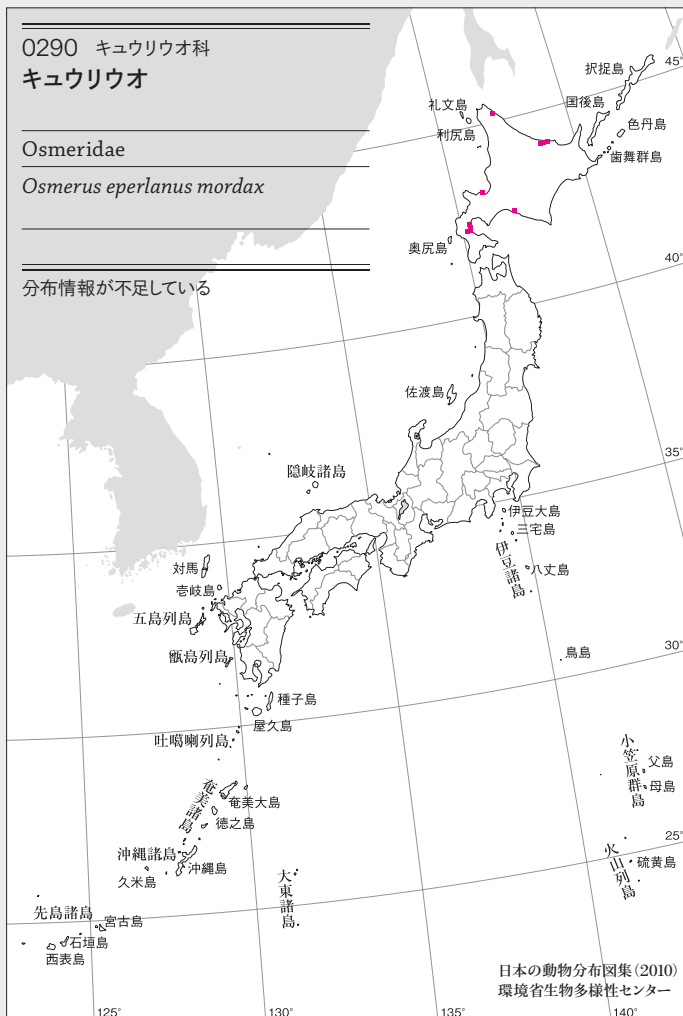 0290 キュウリウオ科
キュウリウオ
Osmeridae
Osmerus eperlanus mordax
分布情報が不足している
択捉島
45°
礼文島
国後島
色丹島
利尻島
歯舞群島
奥尻島
40°
佐渡島
35°
隠岐諸島
伊豆大島
三宅島
伊豆諸島
八丈島
対馬
壱岐島
五島列島
甑島列島
鳥島
30°
種子島
屋久島
吐噶喇列島
小笠原群島
父島
母島
奄美諸島
奄美大島
徳之島
25°
沖縄諸島
沖縄島
久米島
火山列島
硫黄島
大東諸島
先島諸島
宮古島
石垣島
西表島
日本の動物分布図集(2010)
環境省生物多様性センター
125°
130°
135°
140°